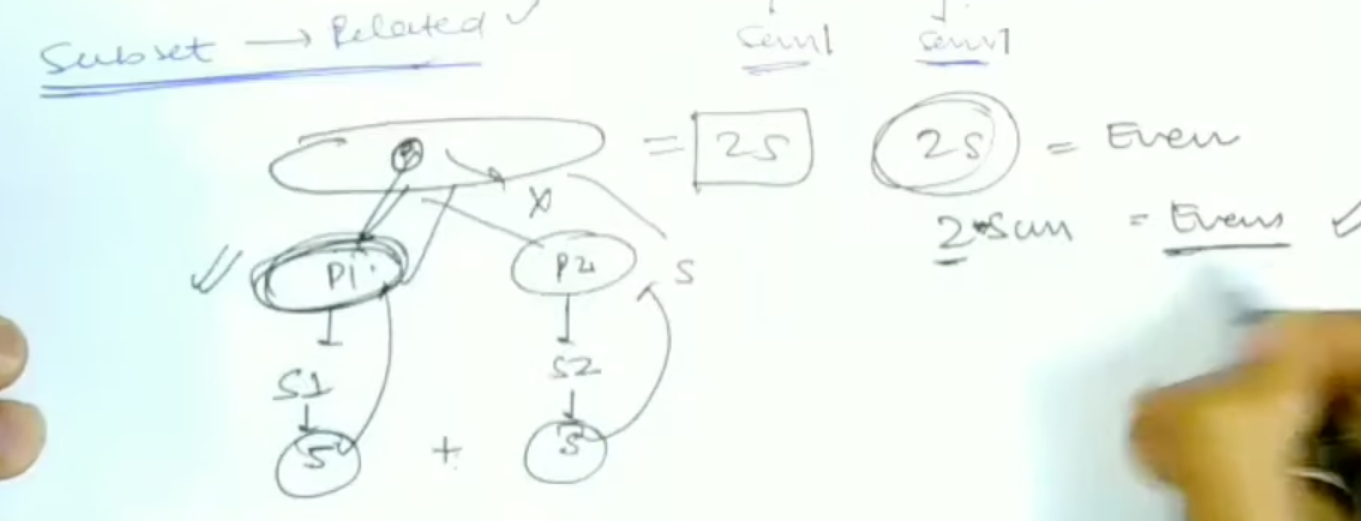 Subset → Related ✓
Sum1 Sum1
= 2S 2S = Even
X 2*Sum = Even ✓
P1 P2 S
S1 S2
S + S